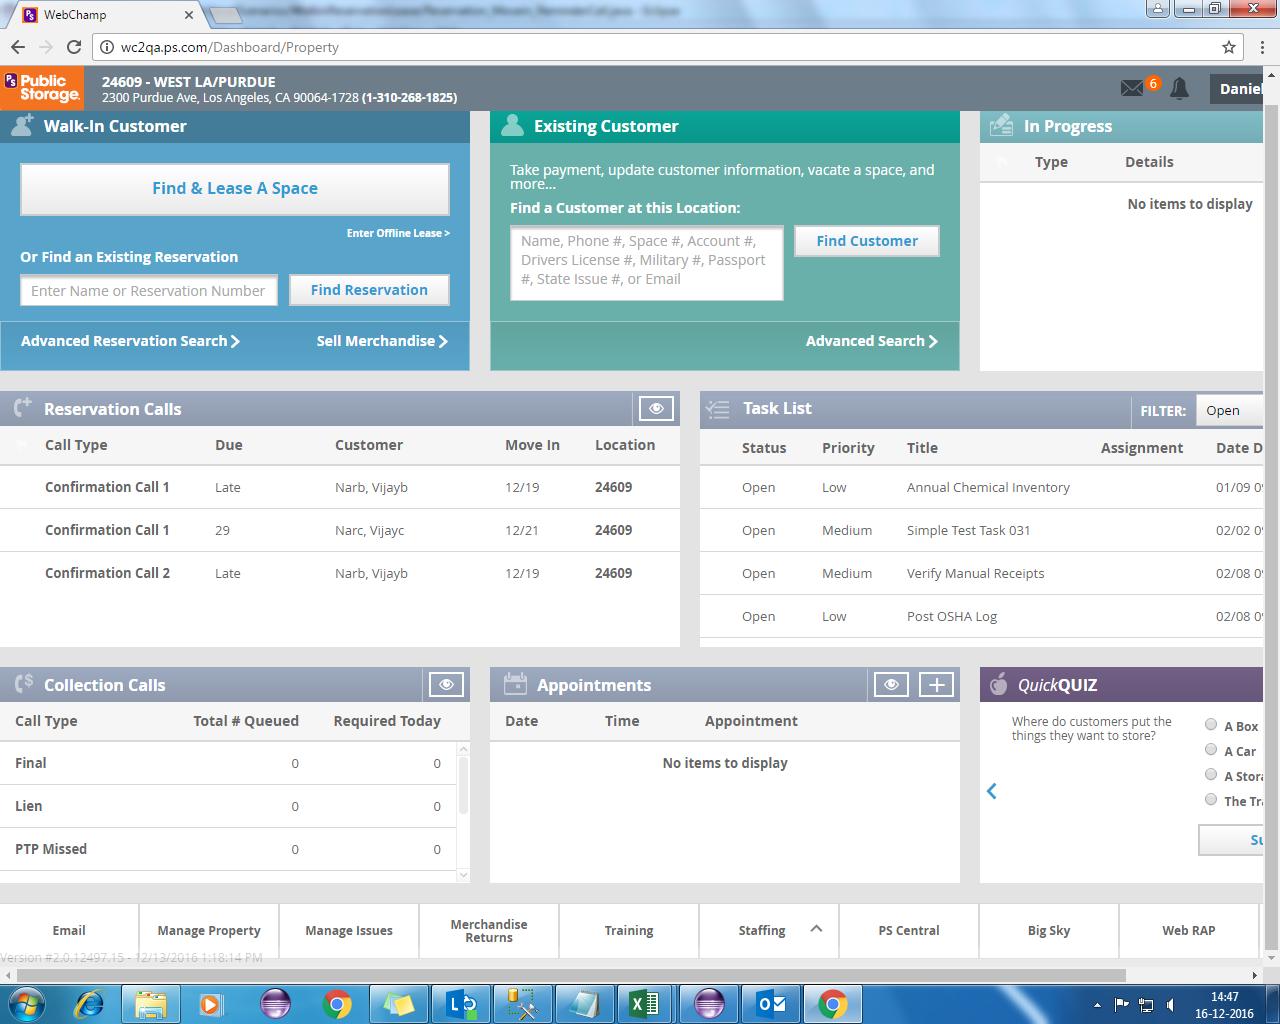 WebChamp
wc2qa.ps.com/Dashboard/Property
PS Public Storage.
24609 - WEST LA/PURDUE
2300 Purdue Ave, Los Angeles, CA 90064-1728 (1-310-268-1825)
6
Daniel
Walk-In Customer
Find & Lease A Space
Enter Offline Lease >
Or Find an Existing Reservation
Enter Name or Reservation Number
Find Reservation
Advanced Reservation Search
Sell Merchandise
Existing Customer
Take payment, update customer information, vacate a space, and
more...
Find a Customer at this Location:
Name, Phone #, Space #, Account #,
Drivers License #, Military #, Passport
#, State Issue #, or Email
Find Customer
Advanced Search
In Progress
Type Details
No items to display
Reservation Calls
Call Type Due Customer Move In Location
Confirmation Call 1 Late Narb, Vijayb 12/19 24609
Confirmation Call 1 29 Narc, Vijayc 12/21 24609
Confirmation Call 2 Late Narb, Vijayb 12/19 24609
Task List
FILTER: Open
Status Priority Title Assignment Date D
Open Low Annual Chemical Inventory 01/09
Open Medium Simple Test Task 031 02/02
Open Medium Verify Manual Receipts 02/08
Open Low Post OSHA Log 02/08
Collection Calls
Call Type Total # Queued Required Today
Final 0 0
Lien 0 0
PTP Missed 0 0
Appointments
Date Time Appointment
No items to display
QuickQUIZ
Where do customers put the
things they want to store?
A Box
A Car
A Stor
The Tr
Su
Email
Manage Property
Manage Issues
Merchandise
Returns
Training
Staffing
PS Central
Big Sky
Web RAP
Version #2.0.12497.15 - 12/13/2016 1:18:14 PM
14:47
16-12-2016